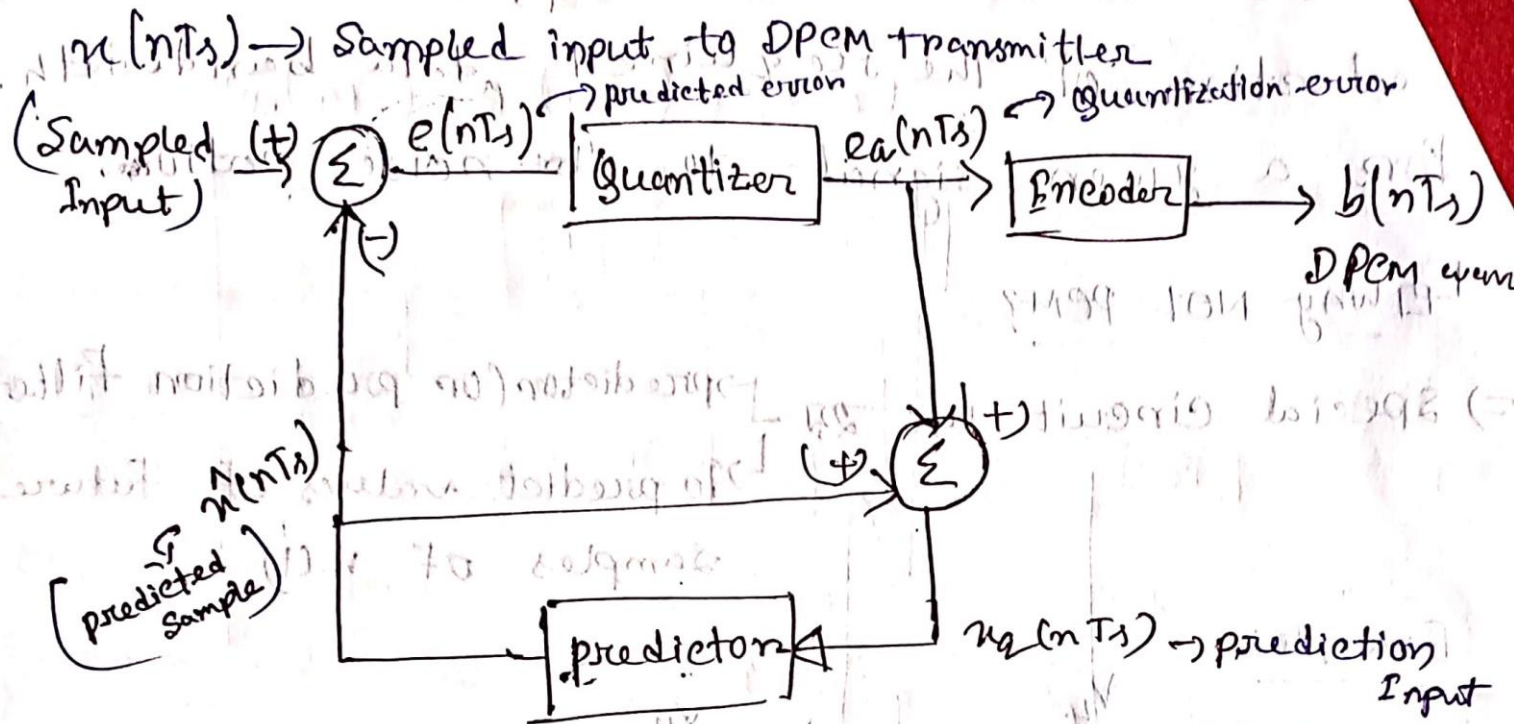 x(nTs) → Sampled input to DPCM transmitter
→ predicted error
→ Quantization error
(Sampled Input) (+) Σ e(nTs) Quantizer eq(nTs) Encoder → b(nTs)
(-)
DPCM
(+)
(+) Σ
x̂(nTs)
(predicted sample)
predictor xq(nTs) → prediction Input